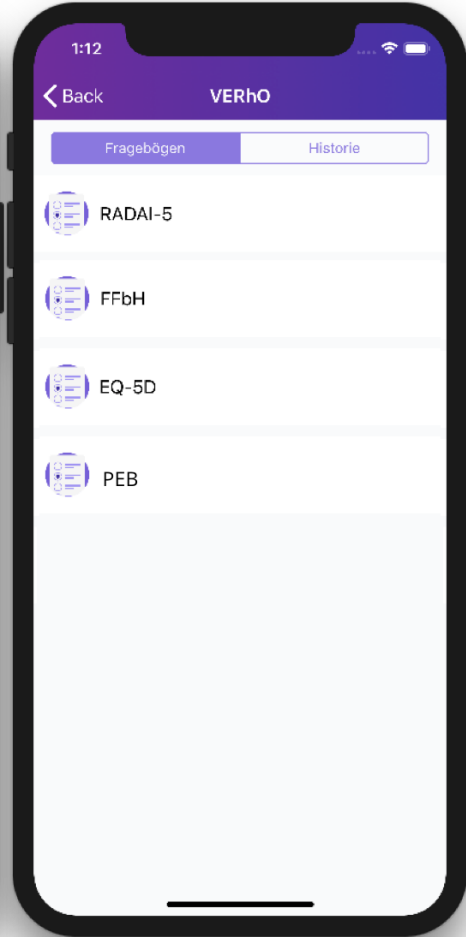 1:12
Back
VERhO
Fragebögen
Historie
RADAI-5
FFbH
EQ-5D
PEB